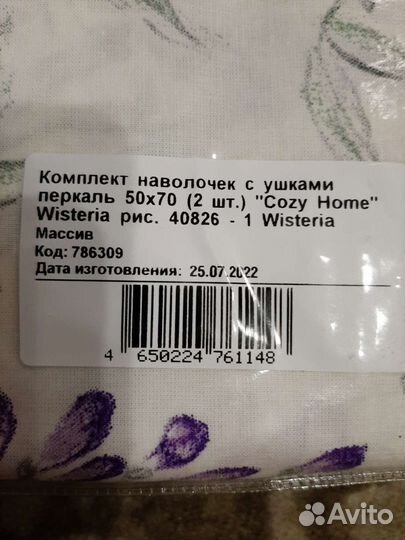 Комплект наволочек с ушками
перкаль 50х70 (2 шт.) "Cozy Home"
Wisteria рис. 40826 - 1 Wisteria
Массив
Код: 786309
Дата изготовления: 25.07.2022
4 650224 761148
Avito